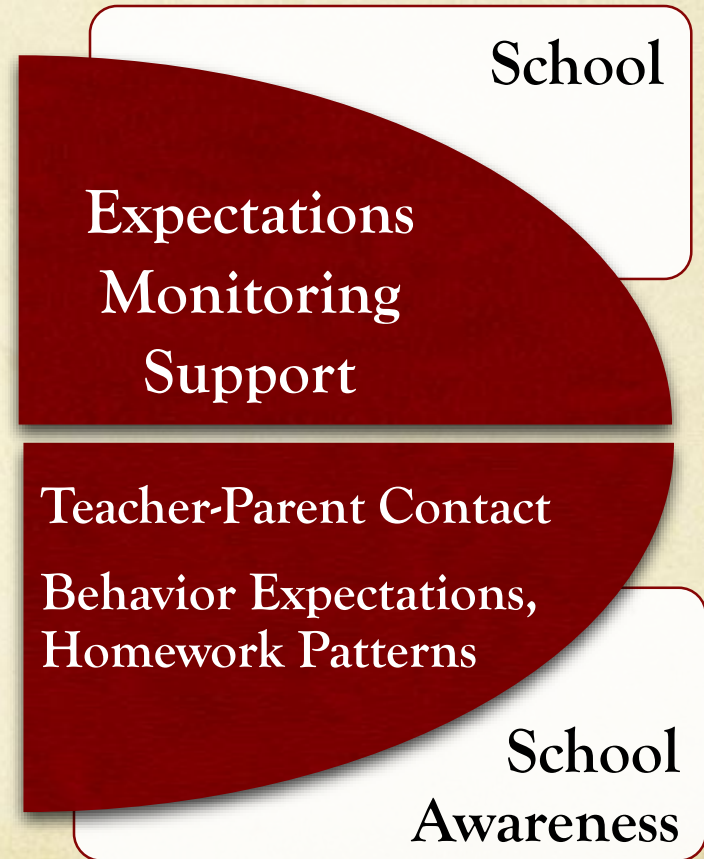 School
Expectations
Monitoring
Support
Teacher-Parent Contact
Behavior Expectations,
Homework Patterns
School
Awareness